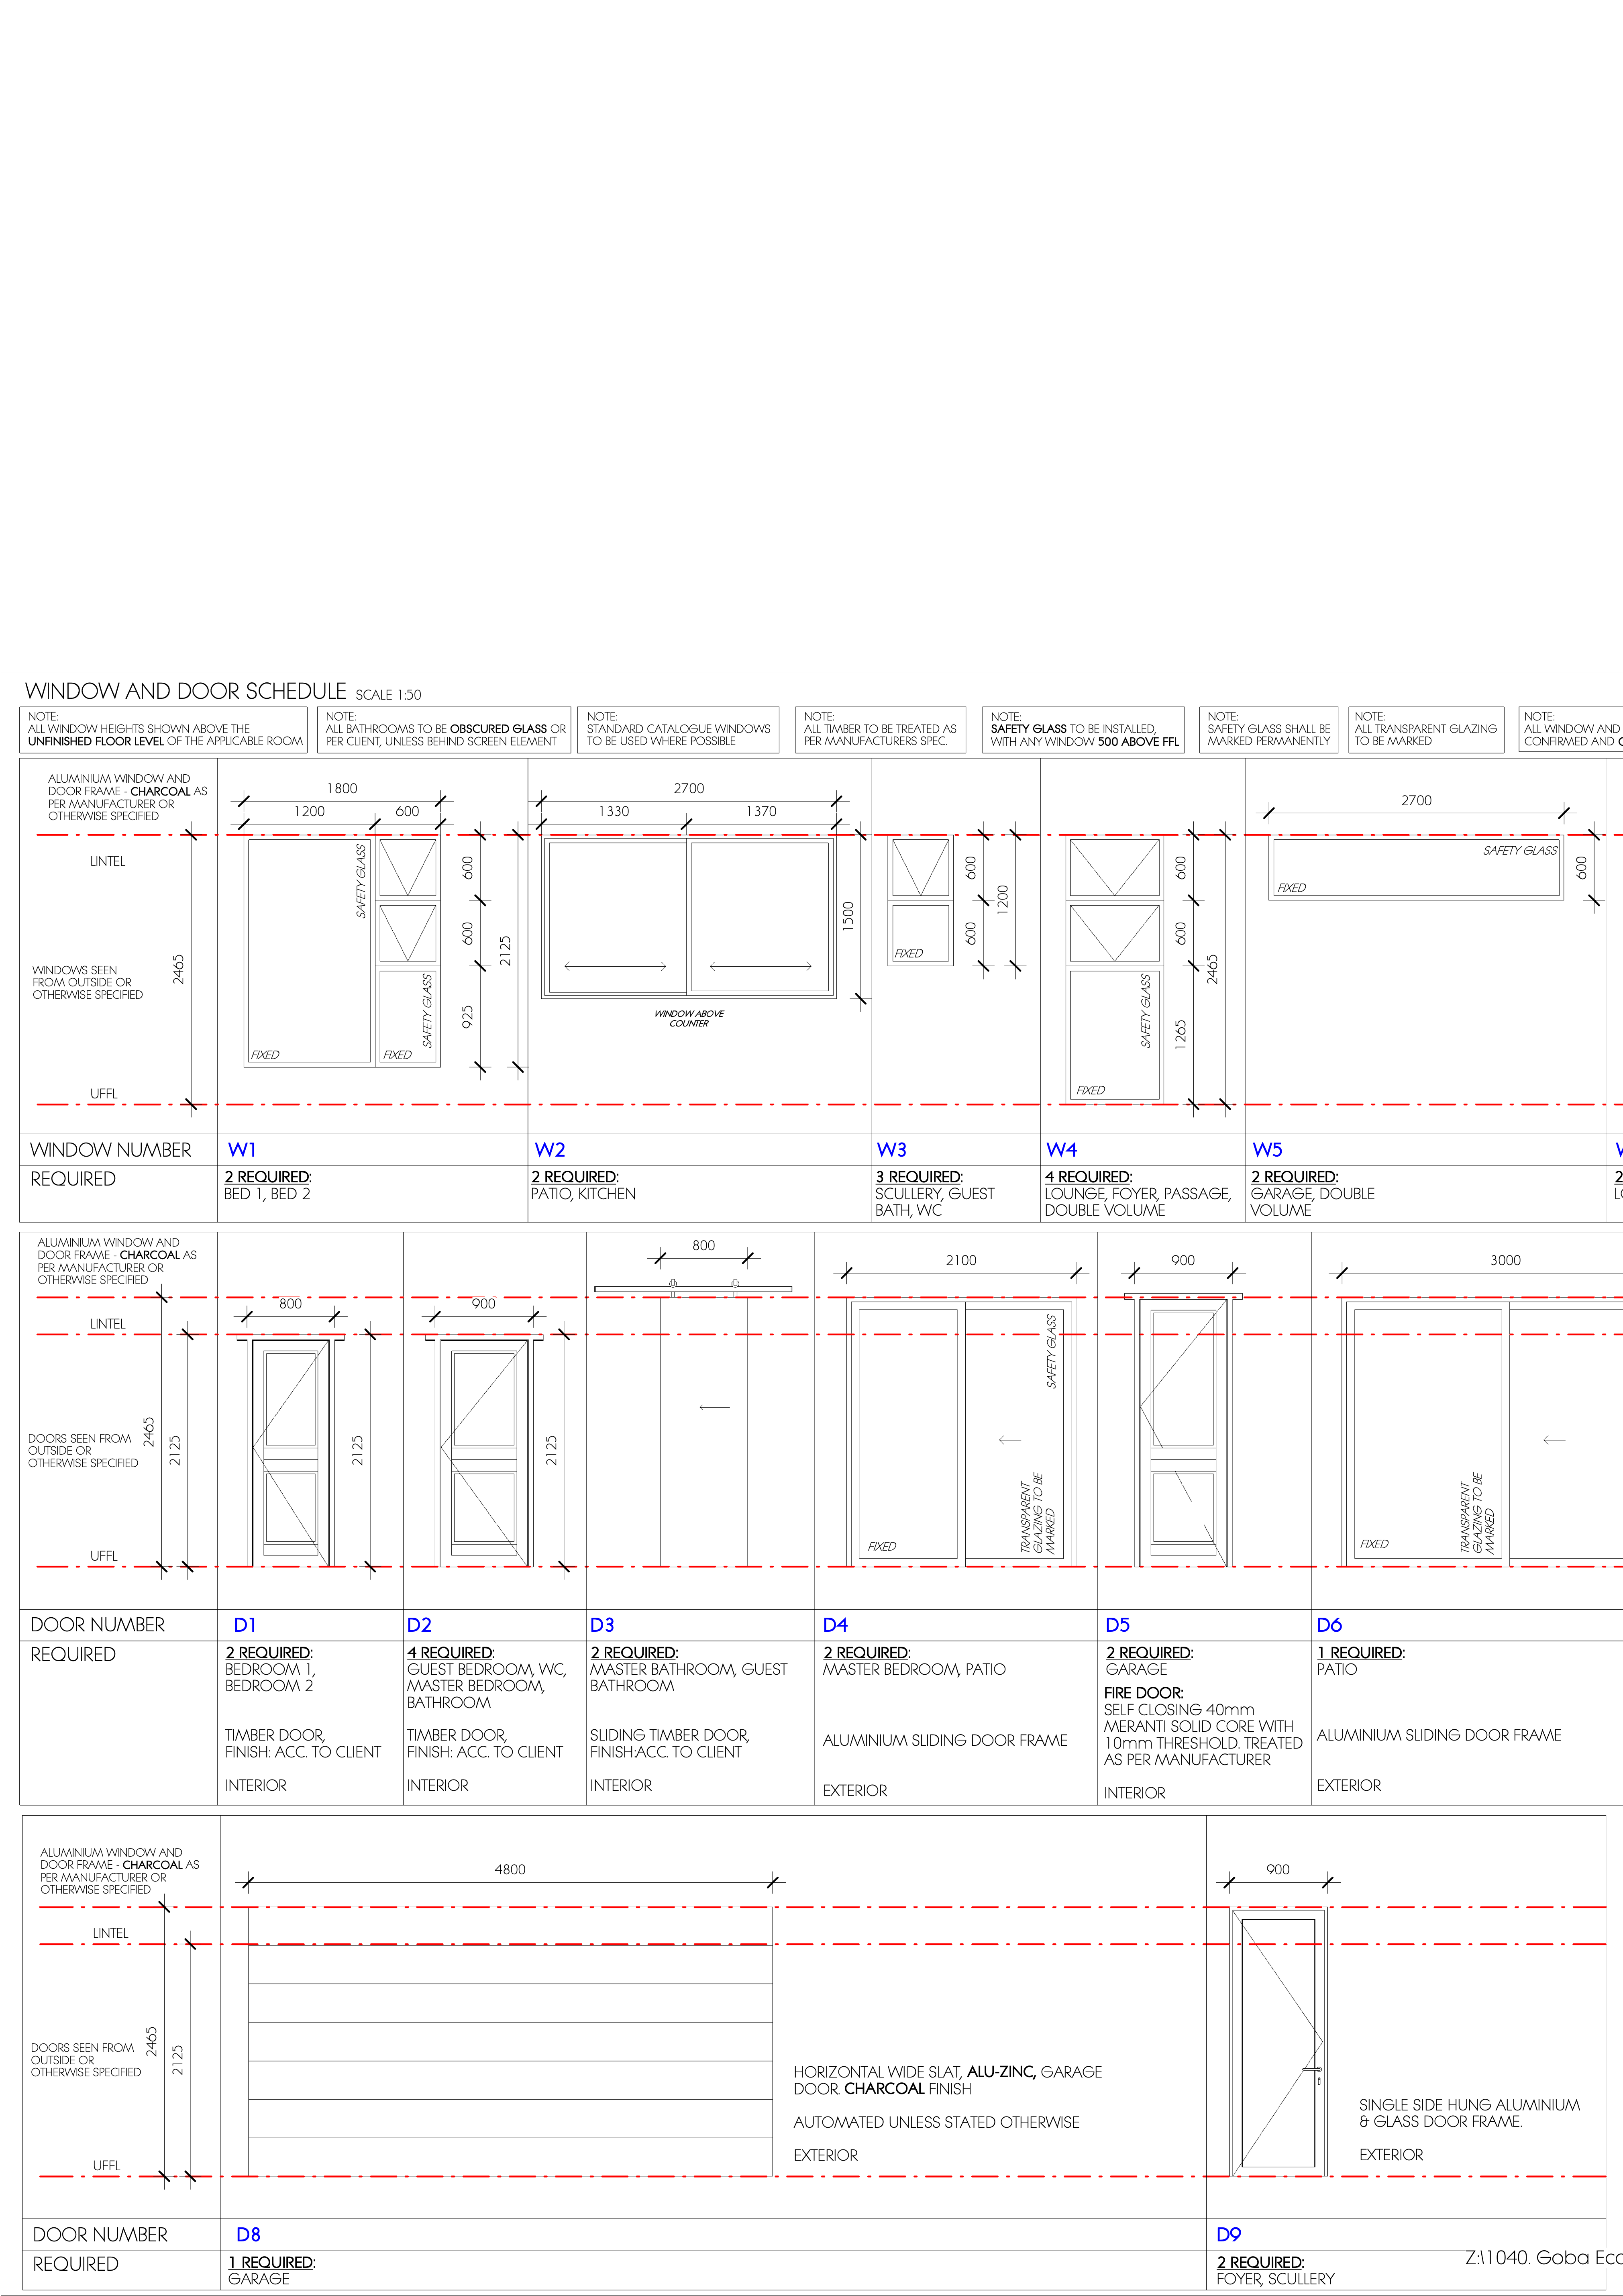 WINDOW AND DOOR SCHEDULE SCALE 1:50
NOTE:
ALL WINDOW HEIGHTS SHOWN ABOVE THE
UNFINISHED FLOOR LEVEL OF THE APPLICABLE ROOM
NOTE:
ALL BATHROOMS TO BE OBSCURED GLASS OR
PER CLIENT, UNLESS BEHIND SCREEN ELEMENT
NOTE:
STANDARD CATALOGUE WINDOWS
TO BE USED WHERE POSSIBLE
NOTE:
ALL TIMBER TO BE TREATED AS
PER MANUFACTURERS SPEC.
NOTE:
SAFETY GLASS TO BE INSTALLED,
WITH ANY WINDOW 500 ABOVE FFL
NOTE:
SAFETY GLASS SHALL BE
MARKED PERMANENTLY
NOTE:
ALL TRANSPARENT GLAZING
TO BE MARKED
NOTE:
ALL WINDOW AND
CONFIRMED AND
ALUMINIUM WINDOW AND
DOOR FRAME - CHARCOAL AS
PER MANUFACTURER OR
OTHERWISE SPECIFIED
LINTEL
2465
WINDOWS SEEN
FROM OUTSIDE OR
OTHERWISE SPECIFIED
UFFL
1800
1200 600
SAFETY GLASS
600
600
925
2125
SAFETY GLASS
FIXED
FIXED
2700
1330 1370
1500
WINDOW ABOVE
COUNTER
600
600
1200
FIXED
600
600
1265
2465
SAFETY GLASS
FIXED
2700
SAFETY GLASS
FIXED
600
WINDOW NUMBER
W1
W2
W3
W4
W5
REQUIRED
2 REQUIRED:
BED 1, BED 2
2 REQUIRED:
PATIO, KITCHEN
3 REQUIRED:
SCULLERY, GUEST
BATH, WC
4 REQUIRED:
LOUNGE, FOYER, PASSAGE,
DOUBLE VOLUME
2 REQUIRED:
GARAGE, DOUBLE
VOLUME
2
ALUMINIUM WINDOW AND
DOOR FRAME - CHARCOAL AS
PER MANUFACTURER OR
OTHERWISE SPECIFIED
LINTEL
2465
2125
DOORS SEEN FROM
OUTSIDE OR
OTHERWISE SPECIFIED
UFFL
800
2125
900
2125
800
2100
SAFETY GLASS
TRANSPARENT
GLAZING TO BE
MARKED
FIXED
900
3000
TRANSPARENT
GLAZING TO BE
MARKED
FIXED
DOOR NUMBER
D1
D2
D3
D4
D5
D6
REQUIRED
2 REQUIRED:
BEDROOM 1,
BEDROOM 2
TIMBER DOOR,
FINISH: ACC. TO CLIENT
INTERIOR
4 REQUIRED:
GUEST BEDROOM, WC,
MASTER BEDROOM,
BATHROOM
TIMBER DOOR,
FINISH: ACC. TO CLIENT
INTERIOR
2 REQUIRED:
MASTER BATHROOM, GUEST
BATHROOM
SLIDING TIMBER DOOR,
FINISH:ACC. TO CLIENT
INTERIOR
2 REQUIRED:
MASTER BEDROOM, PATIO
ALUMINIUM SLIDING DOOR FRAME
EXTERIOR
2 REQUIRED:
GARAGE
FIRE DOOR:
SELF CLOSING 40mm
MERANTI SOLID CORE WITH
10mm THRESHOLD. TREATED
AS PER MANUFACTURER
INTERIOR
1 REQUIRED:
PATIO
ALUMINIUM SLIDING DOOR FRAME
EXTERIOR
ALUMINIUM WINDOW AND
DOOR FRAME - CHARCOAL AS
PER MANUFACTURER OR
OTHERWISE SPECIFIED
LINTEL
2465
2125
DOORS SEEN FROM
OUTSIDE OR
OTHERWISE SPECIFIED
UFFL
4800
HORIZONTAL WIDE SLAT, ALU-ZINC, GARAGE
DOOR. CHARCOAL FINISH
AUTOMATED UNLESS STATED OTHERWISE
EXTERIOR
900
SINGLE SIDE HUNG ALUMINIUM
& GLASS DOOR FRAME.
EXTERIOR
DOOR NUMBER
D8
D9
REQUIRED
1 REQUIRED:
GARAGE
2 REQUIRED:
FOYER, SCULLERY
Z:\1040. Goba